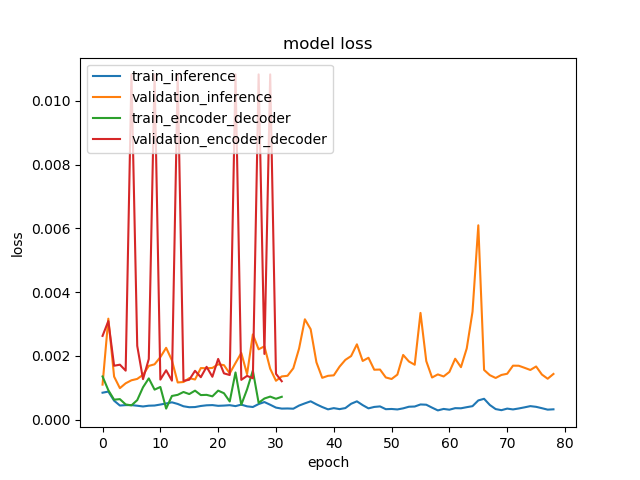 model loss
train_inference
validation_inference
train_encoder_decoder
validation_encoder_decoder
0.010
0.008
0.006
0.004
0.002
0.000
loss
0 10 20 30 40 50 60 70 80
epoch